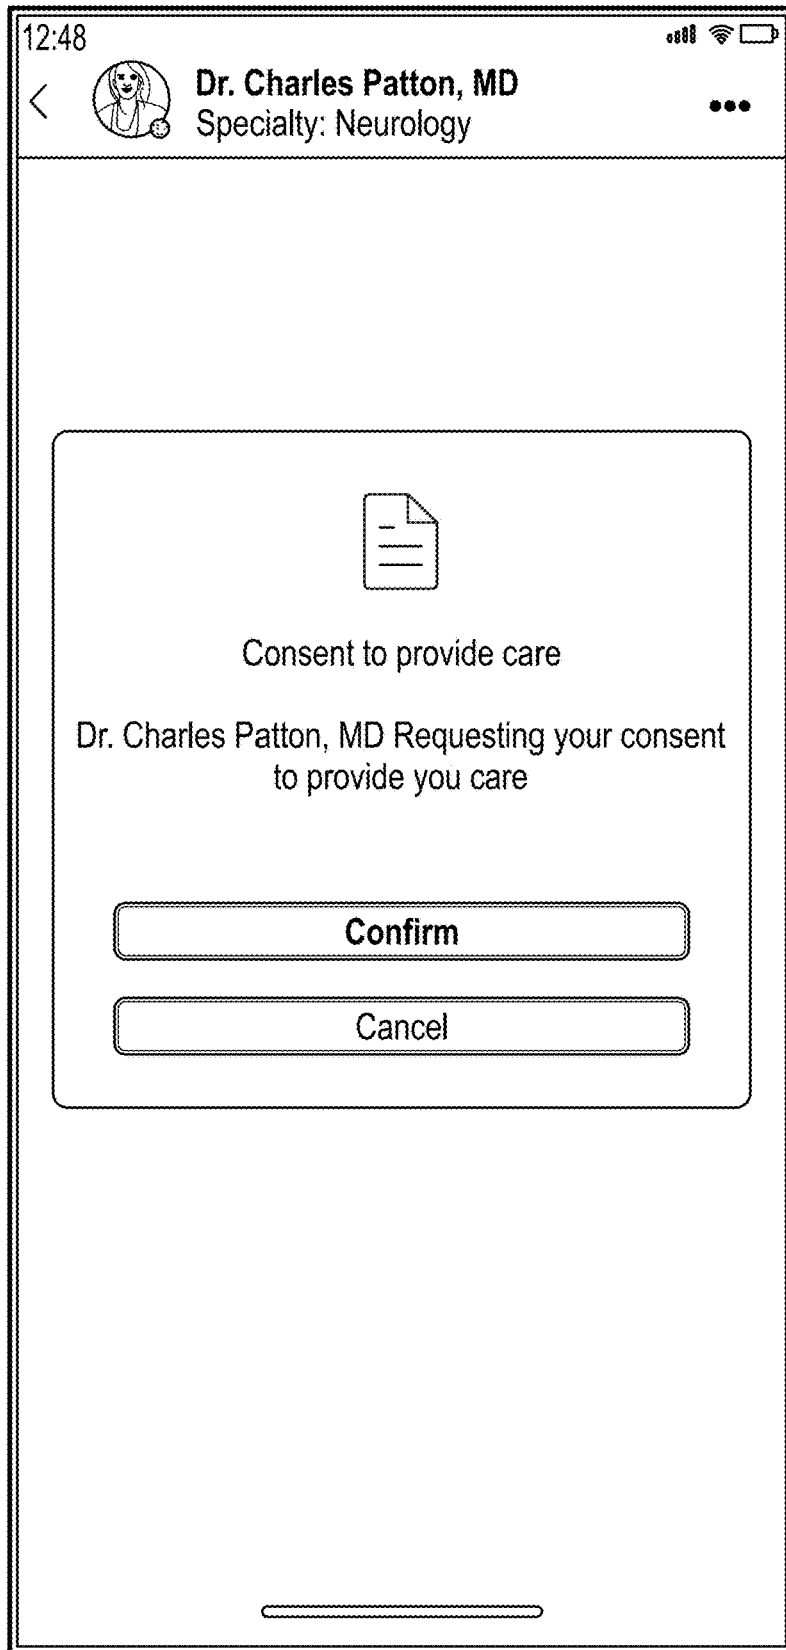 12:48
Dr. Charles Patton, MD
Specialty: Neurology
Consent to provide care
Dr. Charles Patton, MD Requesting your consent
to provide you care
Confirm
Cancel